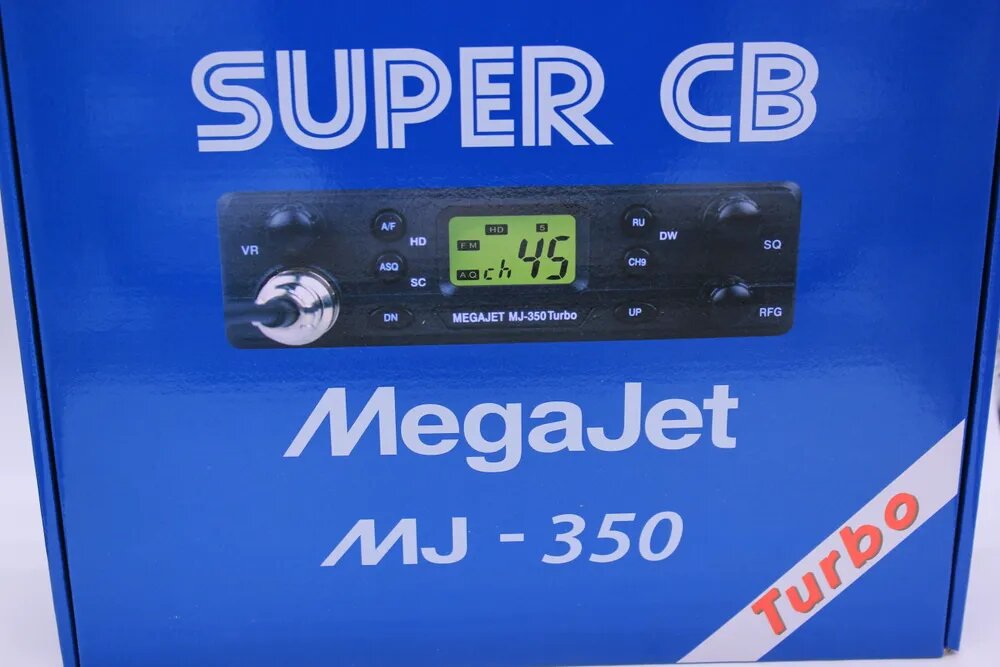 SUPER CB
VR
A/F
HD
ASQ
SC
DN
HD
5
FM
AQ
ch 45
MEGAJET MJ-350 Turbo
RU
DW
CH9
UP
SQ
RFG
MegaJet
MJ - 350
Turbo